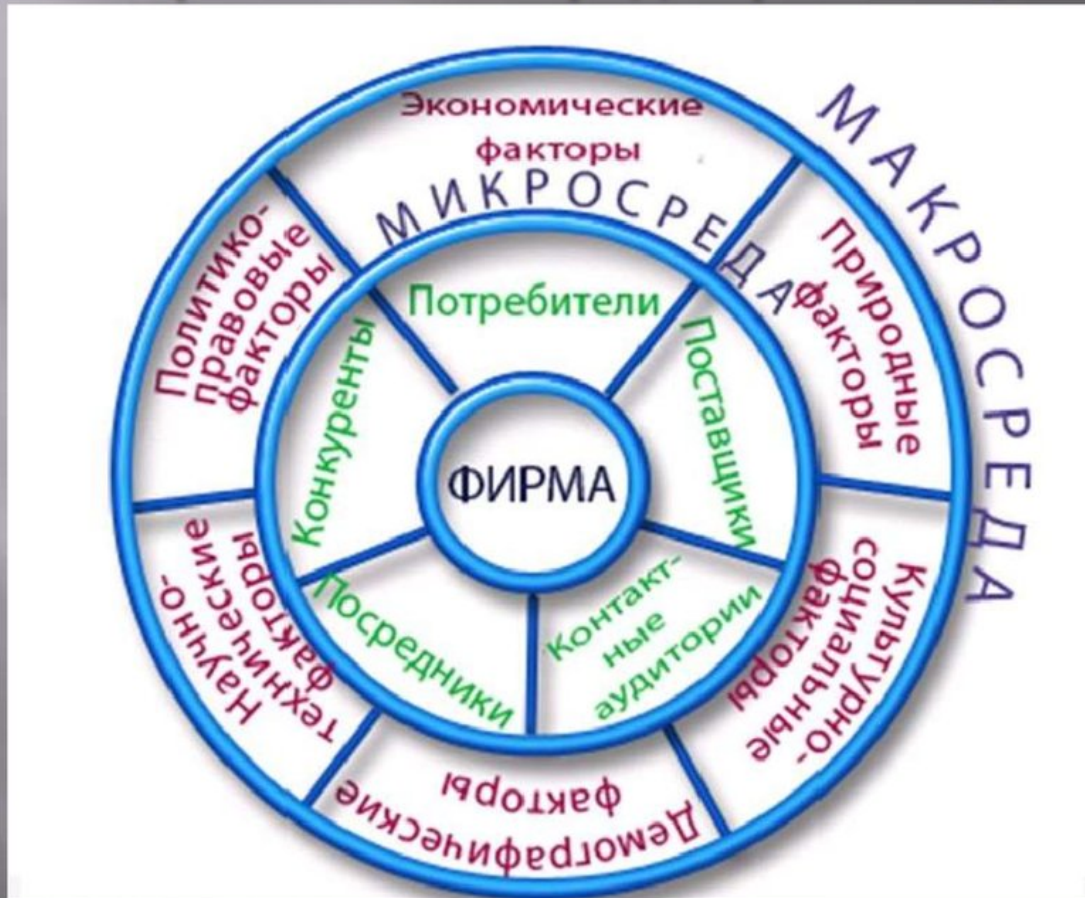 МАКРОСРЕДА
Экономические
факторы
МИКРОСРЕДА
Природные
факторы
Культурно-
социальные
факторы
Демографические
факторы
Научно-
технические
факторы
Политико-
правовые
факторы
Потребители
Поставщики
Контакт-
ные
аудитории
Посредники
Конкуренты
ФИРМА